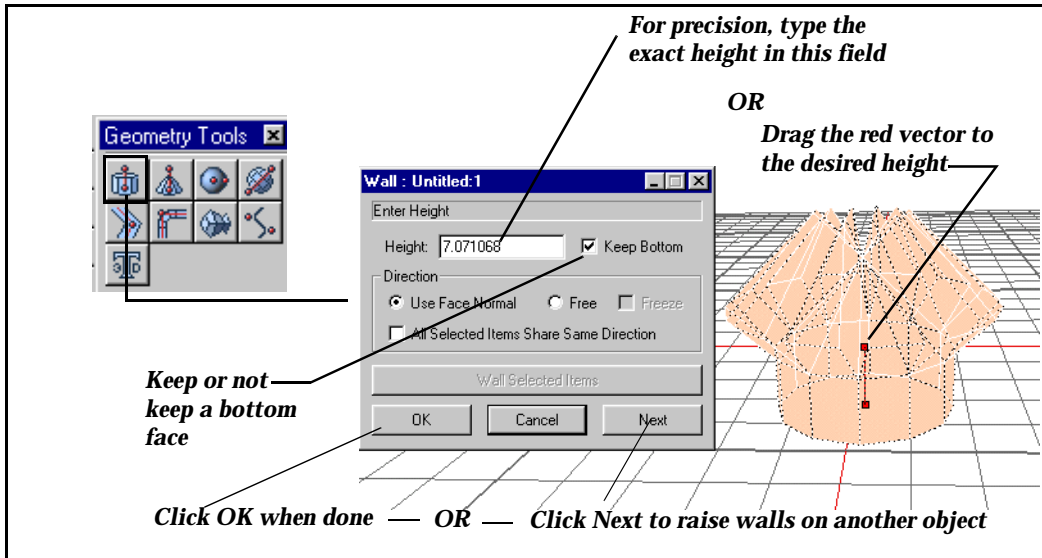 For precision, type the
exact height in this field
OR
Drag the red vector to
the desired height
Geometry Tools
3D
Wall : Untitled:1
Enter Height
Height: 7.071068
Keep Bottom
Direction
Use Face Normal
Free
Freeze
All Selected Items Share Same Direction
Wall Selected Items
OK
Cancel
Next
Keep or not
keep a bottom
face
Click OK when done — OR — Click Next to raise walls on another object